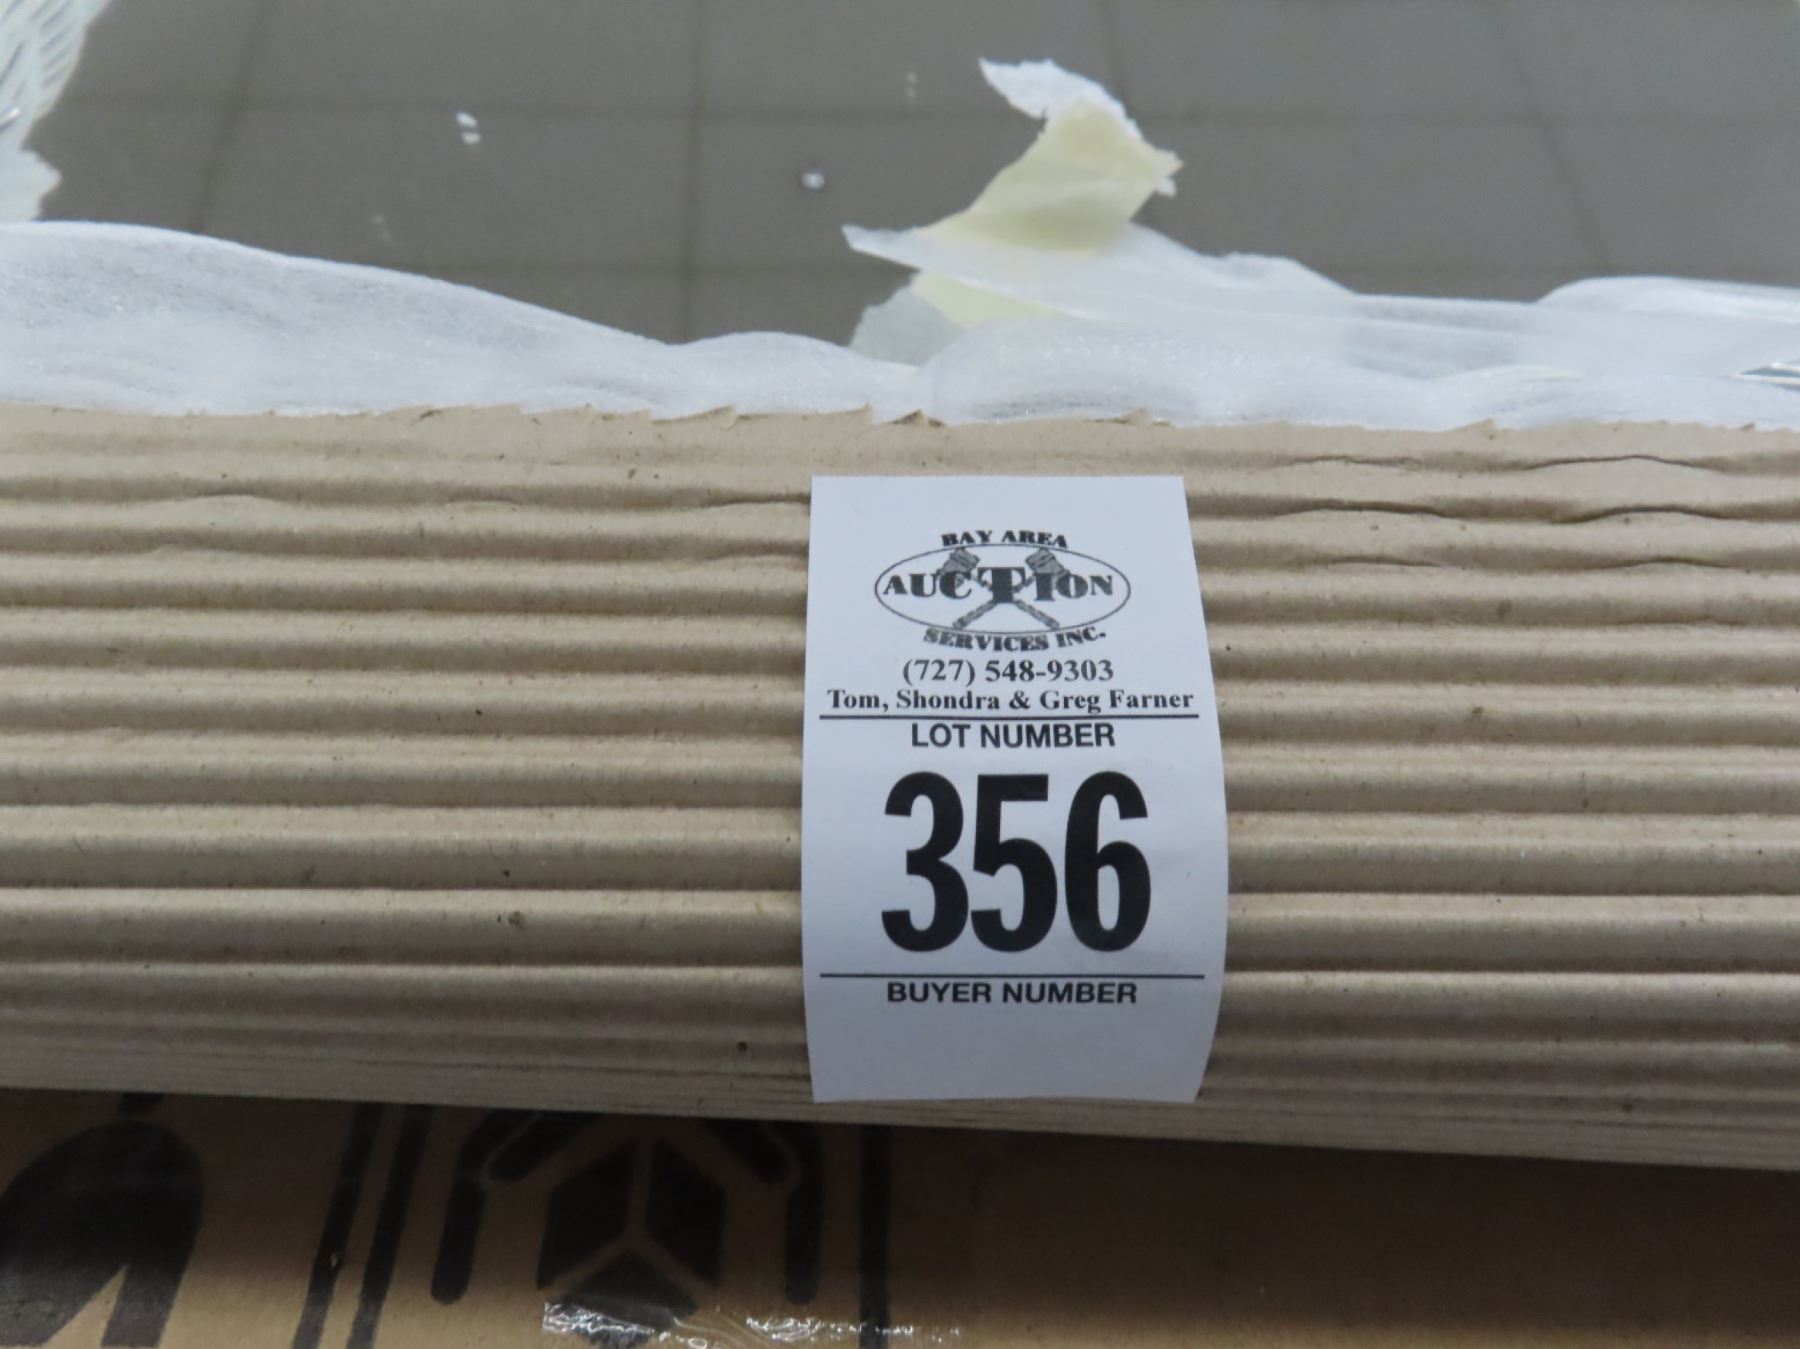 BAY AREA
AUCTION
SERVICES INC.
(727) 548-9303
Tom, Shondra & Greg Farner
LOT NUMBER
356
BUYER NUMBER